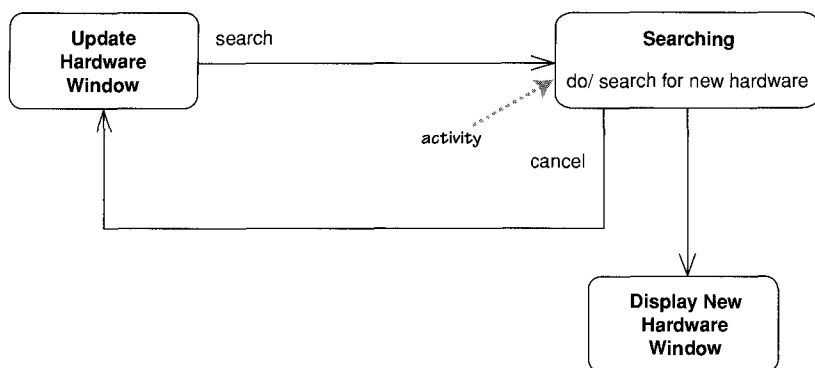 Update
Hardware
Window
search
Searching
do/ search for new hardware
activity
cancel
Display New
Hardware
Window